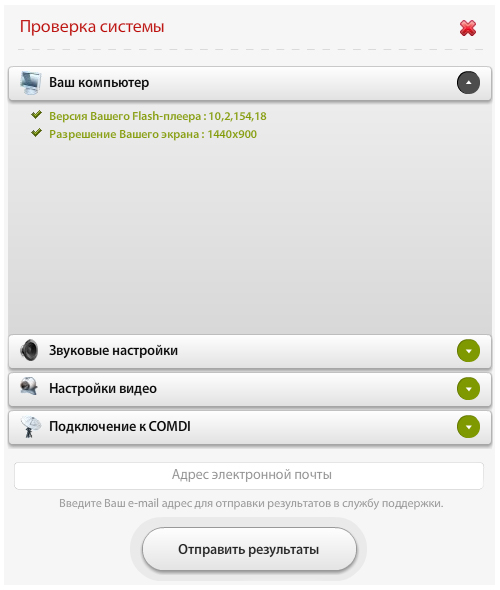 Проверка системы
Ваш компьютер
Версия Вашего Flash-плеера : 10,2,154,18
Разрешение Вашего экрана : 1440x900
Звуковые настройки
Настройки видео
Подключение к COMDI
Адрес электронной почты
Введите Ваш e-mail адрес для отправки результатов в службу поддержки.
Отправить результаты